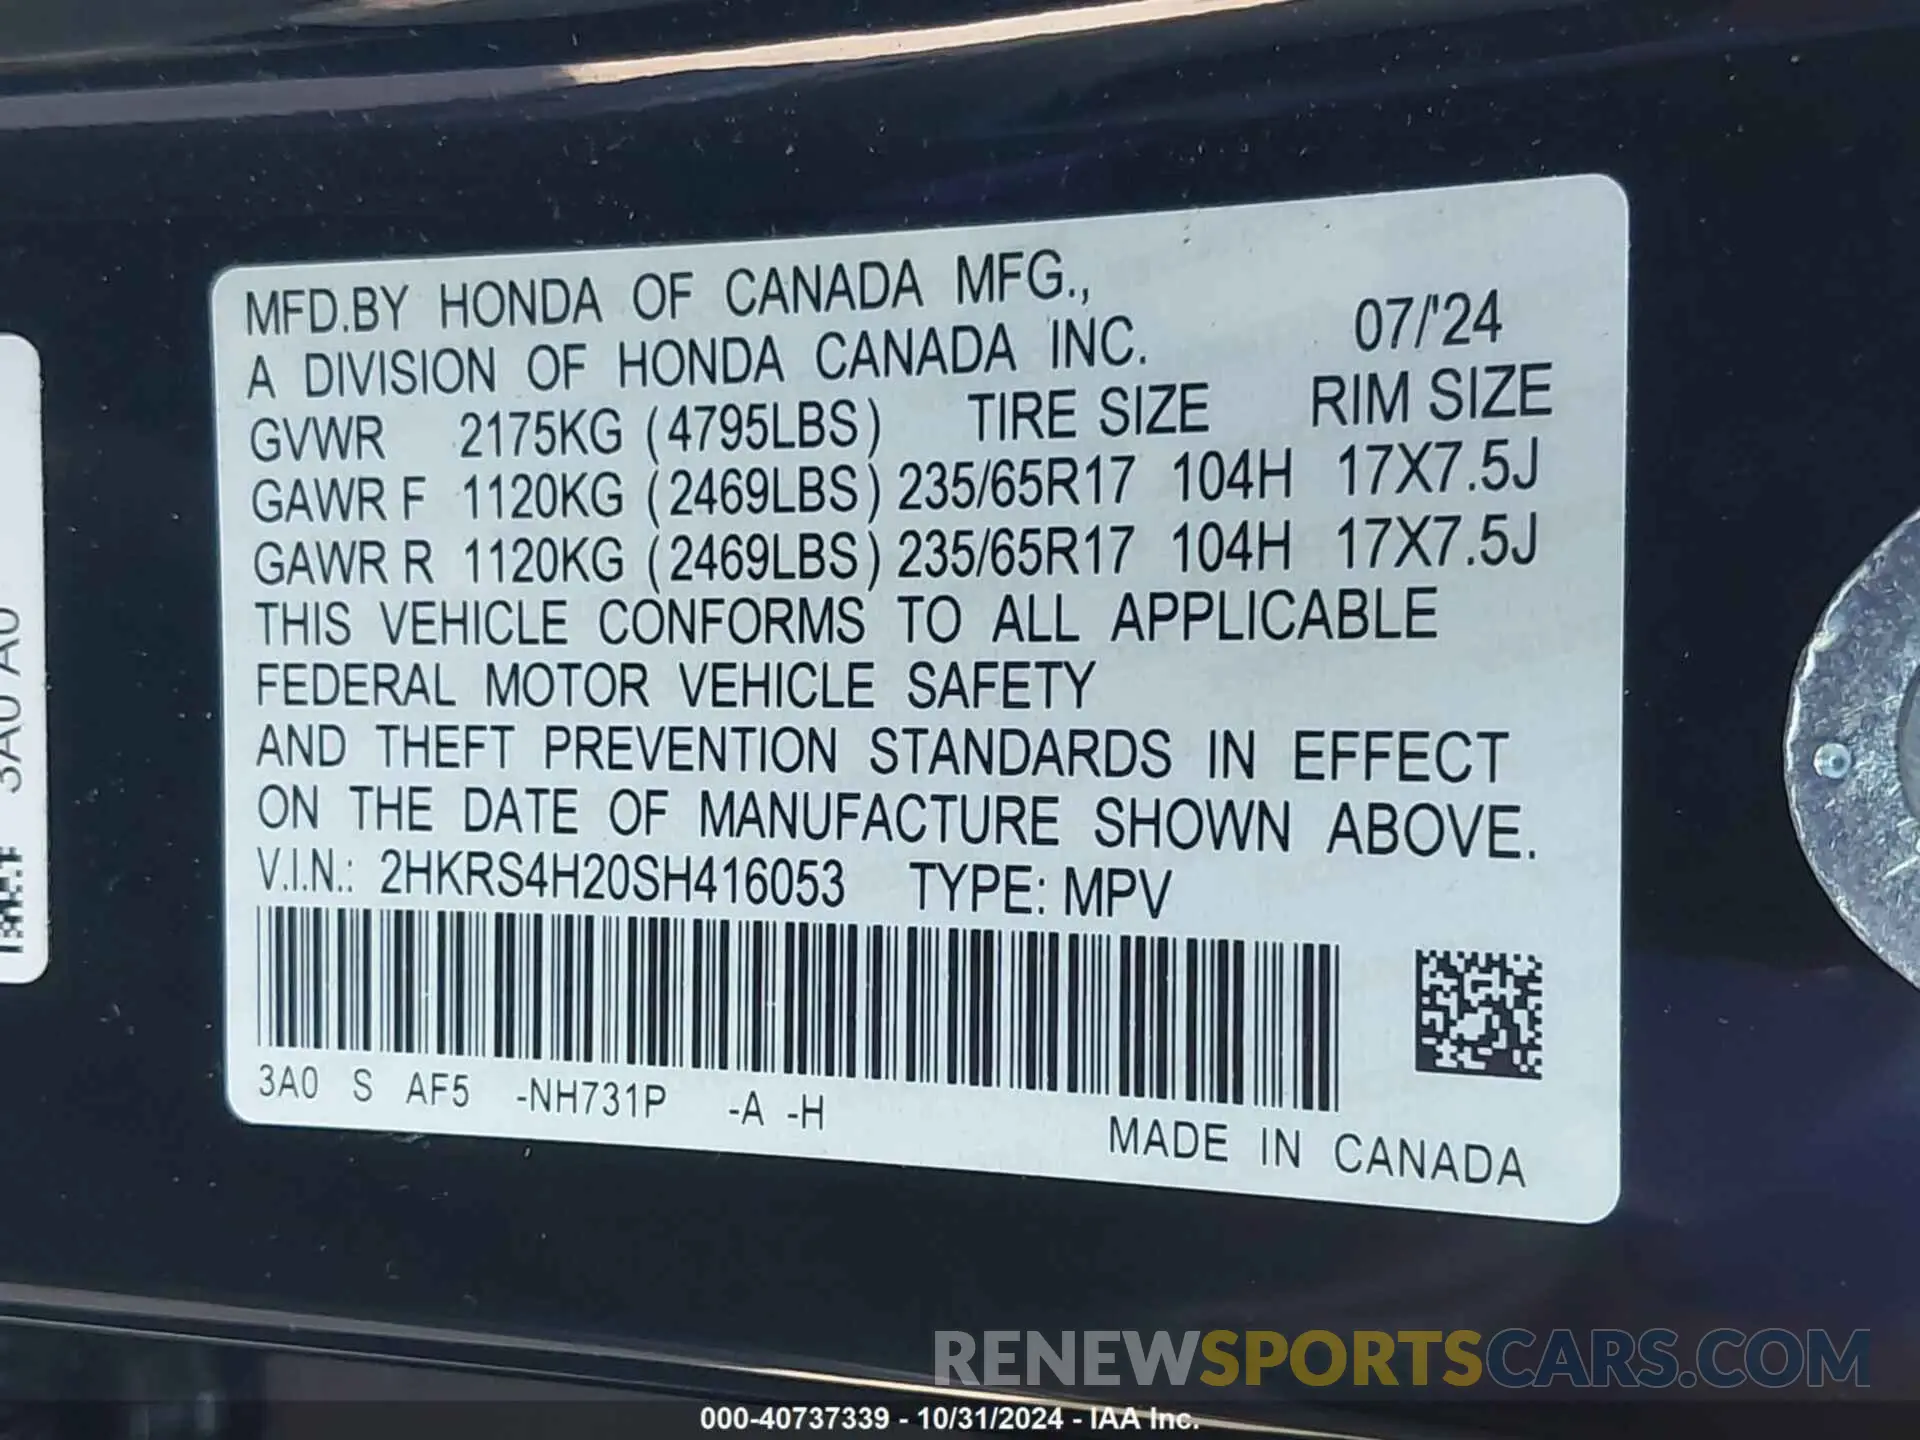 MFD.BY HONDA OF CANADA MFG.,
A DIVISION OF HONDA CANADA INC. 07/'24
GVWR 2175KG (4795LBS) TIRE SIZE RIM SIZE
GAWR F 1120KG (2469LBS) 235/65R17 104H 17X7.5J
GAWR R 1120KG (2469LBS) 235/65R17 104H 17X7.5J
THIS VEHICLE CONFORMS TO ALL APPLICABLE
FEDERAL MOTOR VEHICLE SAFETY
AND THEFT PREVENTION STANDARDS IN EFFECT
ON THE DATE OF MANUFACTURE SHOWN ABOVE.
V.I.N.: 2HKRS4H20SH416053 TYPE: MPV
3A0 S AF5 -NH731P -A -H
MADE IN CANADA
3A0 A0
RENEWSPORTSCARS.COM
000-40737339 - 10/31/2024 - IAA Inc.